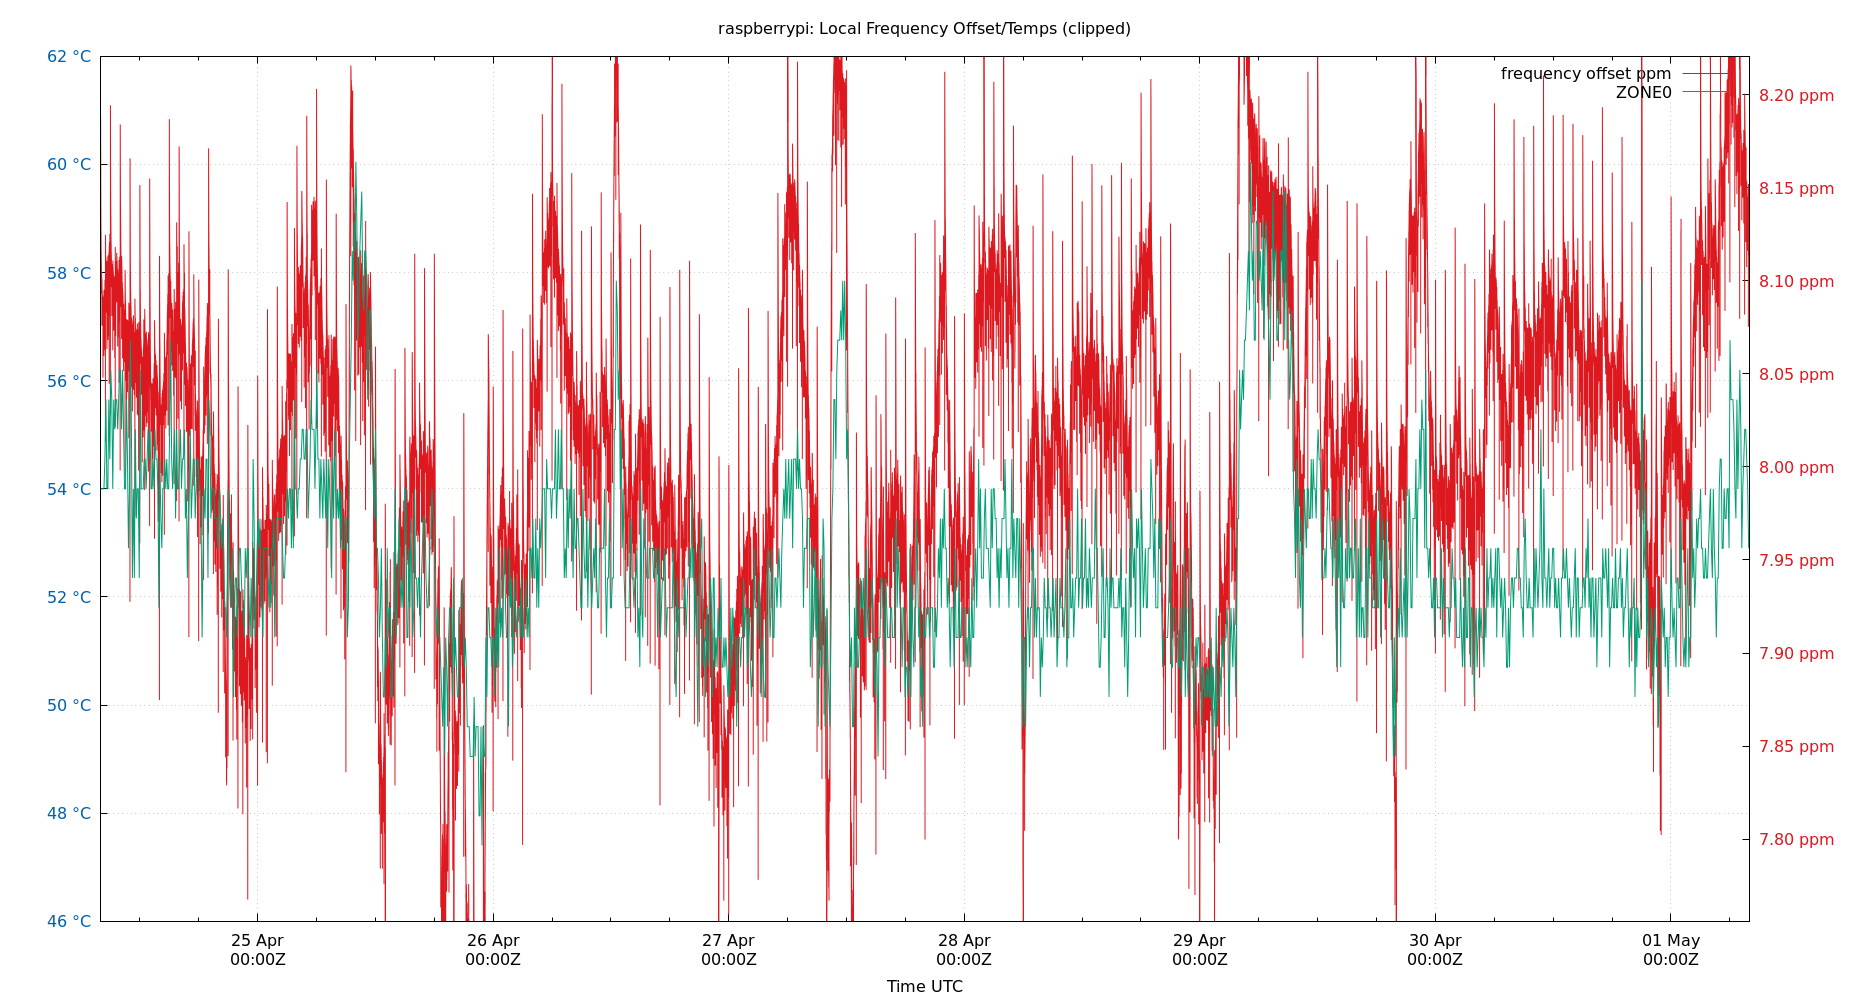 raspberrypi: Local Frequency Offset/Temps (clipped)
62 °C
60 °C
58 °C
56 °C
54 °C
52 °C
50 °C
48 °C
46 °C
frequency offset ppm
ZONE0
8.20 ppm
8.15 ppm
8.10 ppm
8.05 ppm
8.00 ppm
7.95 ppm
7.90 ppm
7.85 ppm
7.80 ppm
25 Apr
00:00Z
26 Apr
00:00Z
27 Apr
00:00Z
28 Apr
00:00Z
29 Apr
00:00Z
30 Apr
00:00Z
01 May
00:00Z
Time UTC